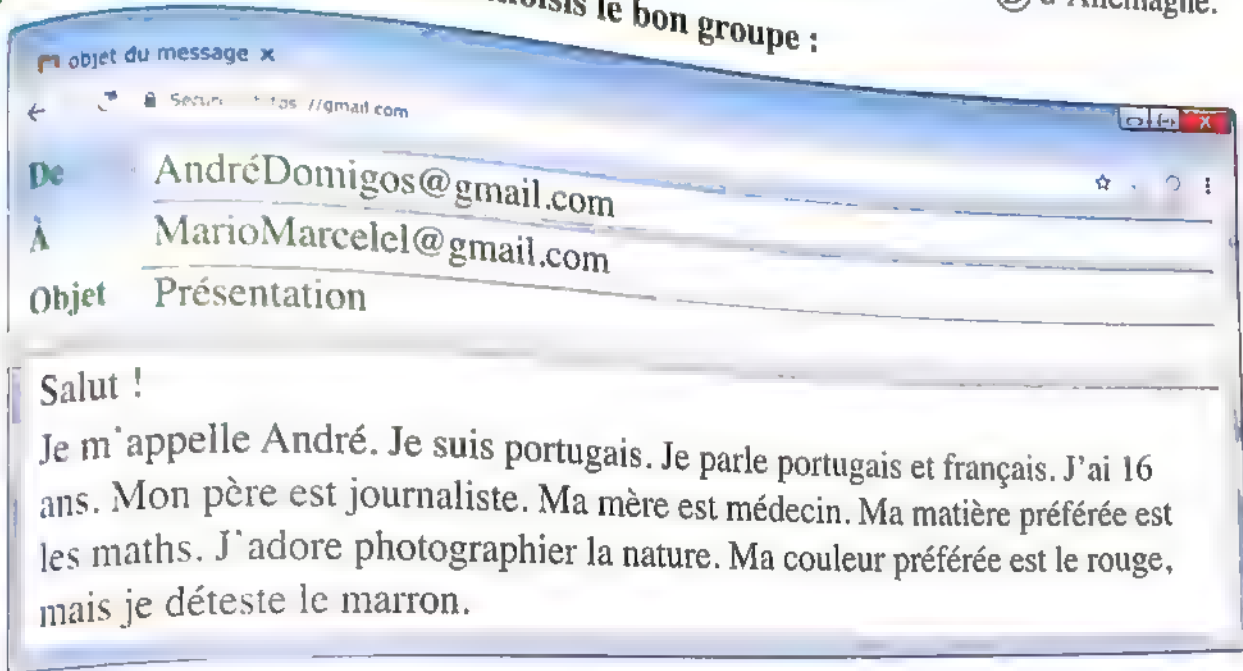 le bon groupe :
d'Allemagne.
objet du message x
//gmail.com
De AndréDomigos@gmail.com
À MarioMarcelel@gmail.com
Objet Présentation
Salut !
Je m'appelle André. Je suis portugais. Je parle portugais et français. J'ai 16
ans. Mon père est journaliste. Ma mère est médecin. Ma matière préférée est
les maths. J'adore photographier la nature. Ma couleur préférée est le rouge,
mais je déteste le marron.